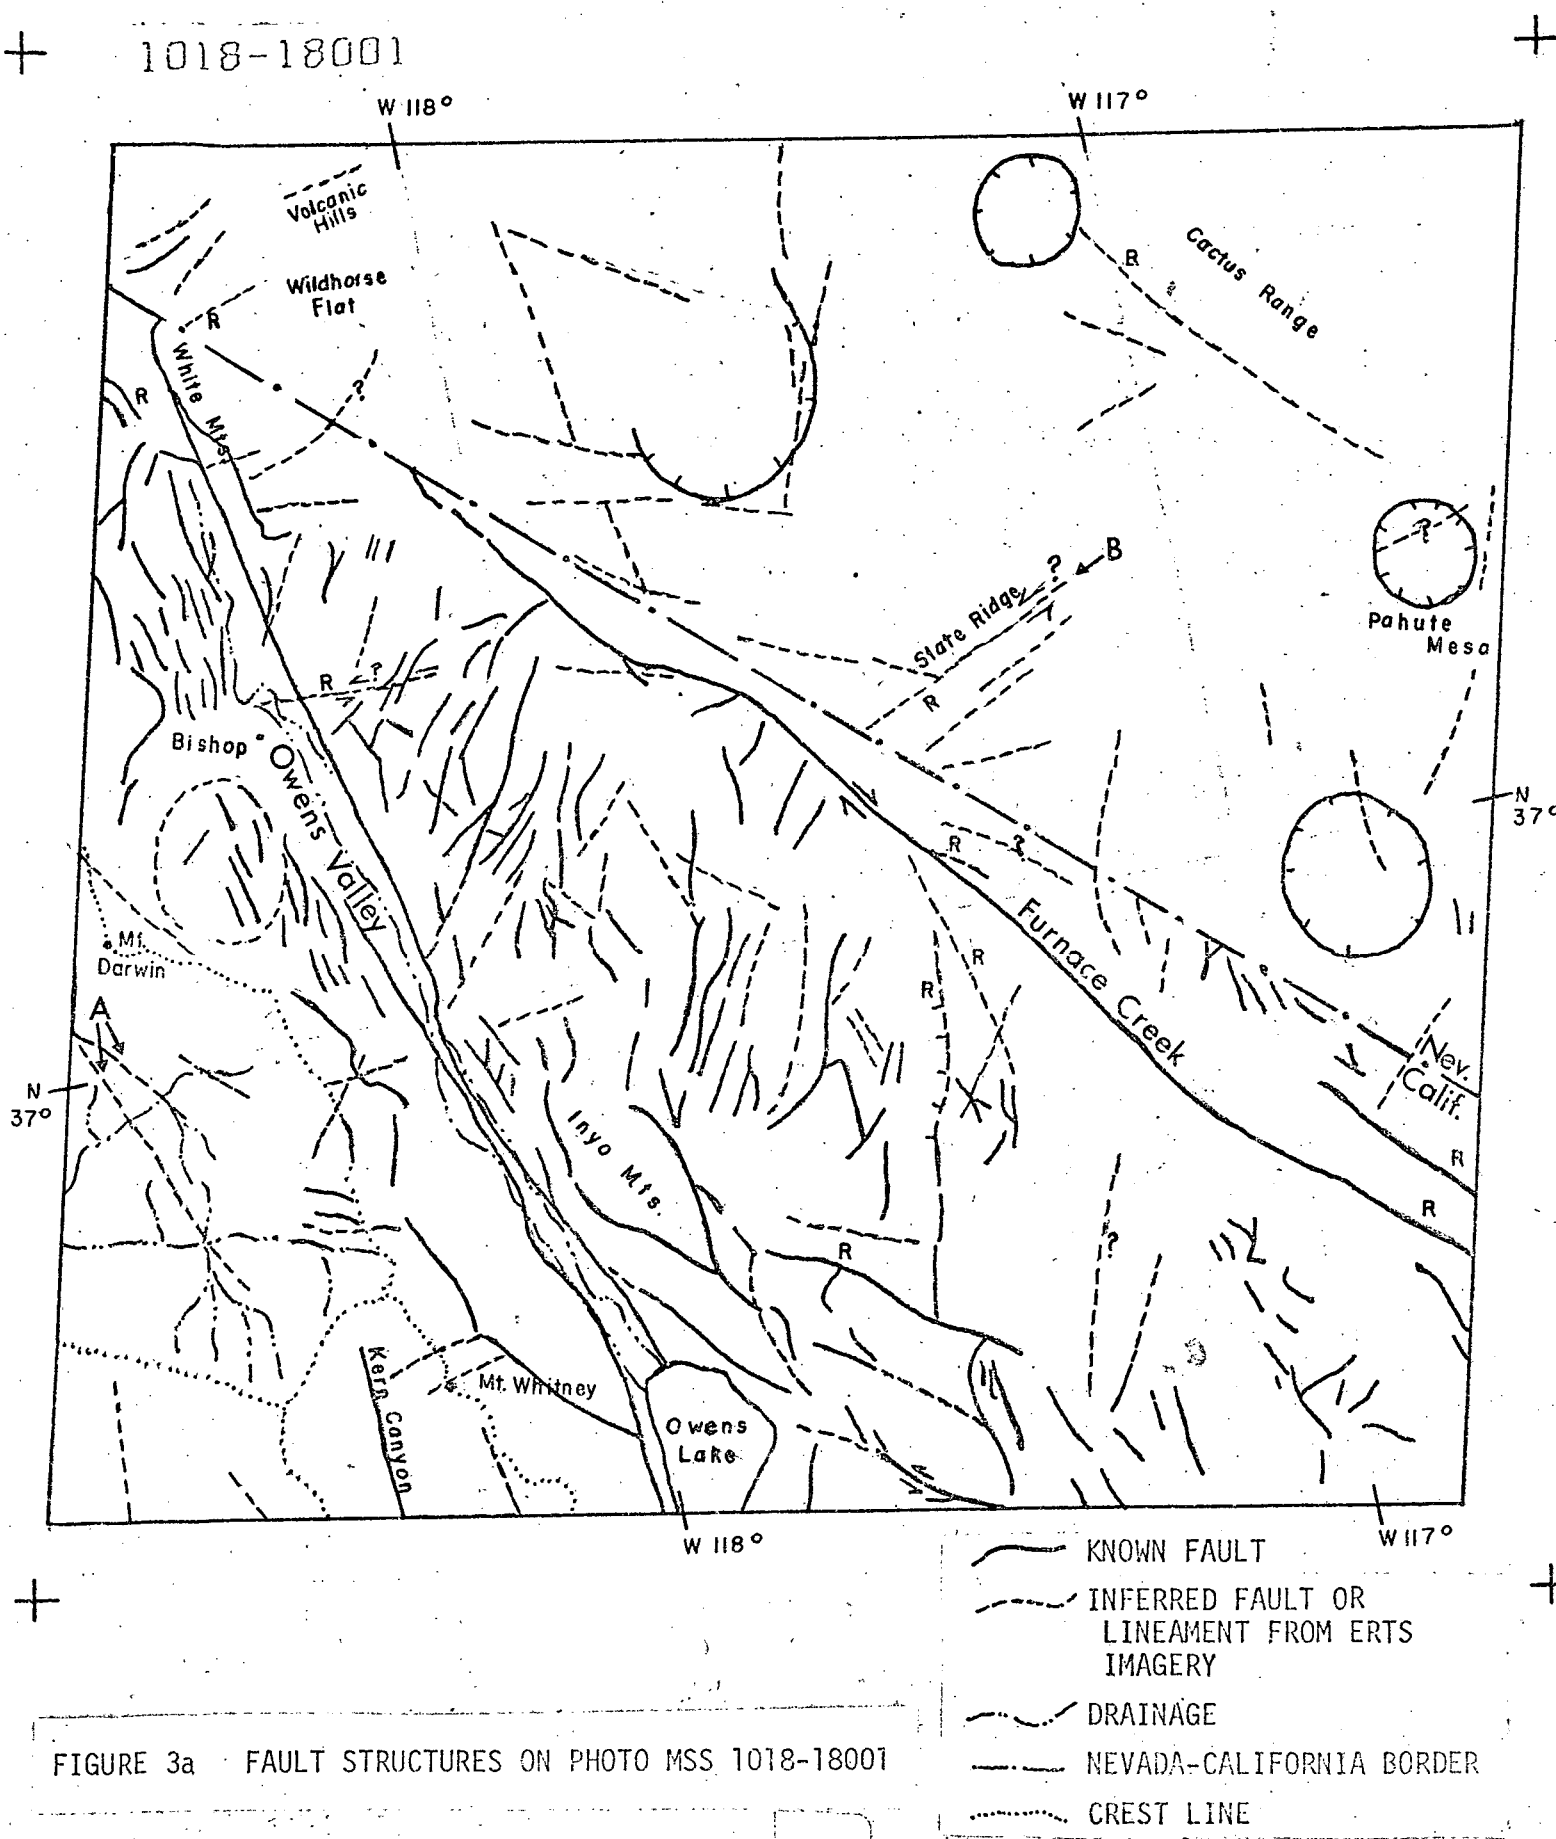 1018-18001
W 118°
W 117°
Volcanic
Hills
Cactus Range
R
Wildhorse
Flat
R
White Mts.
R
?
?
B
?
Slate Ridge
Pahute
Mesa
R
?
R
Bishop
Owens Valley
N
37°
R
?
Furnace Creek
Mt.
Darwin
R
R
A
Nev.
Calif.
N
37°
Inyo Mts.
R
R
R
?
Kern Canyon
Mt. Whitney
Owens
Lake
W 118°
W 117°
KNOWN FAULT
INFERRED FAULT OR
LINEAMENT FROM ERTS
IMAGERY
DRAINAGE
NEVADA-CALIFORNIA BORDER
CREST LINE
FIGURE 3a FAULT STRUCTURES ON PHOTO MSS 1018-18001